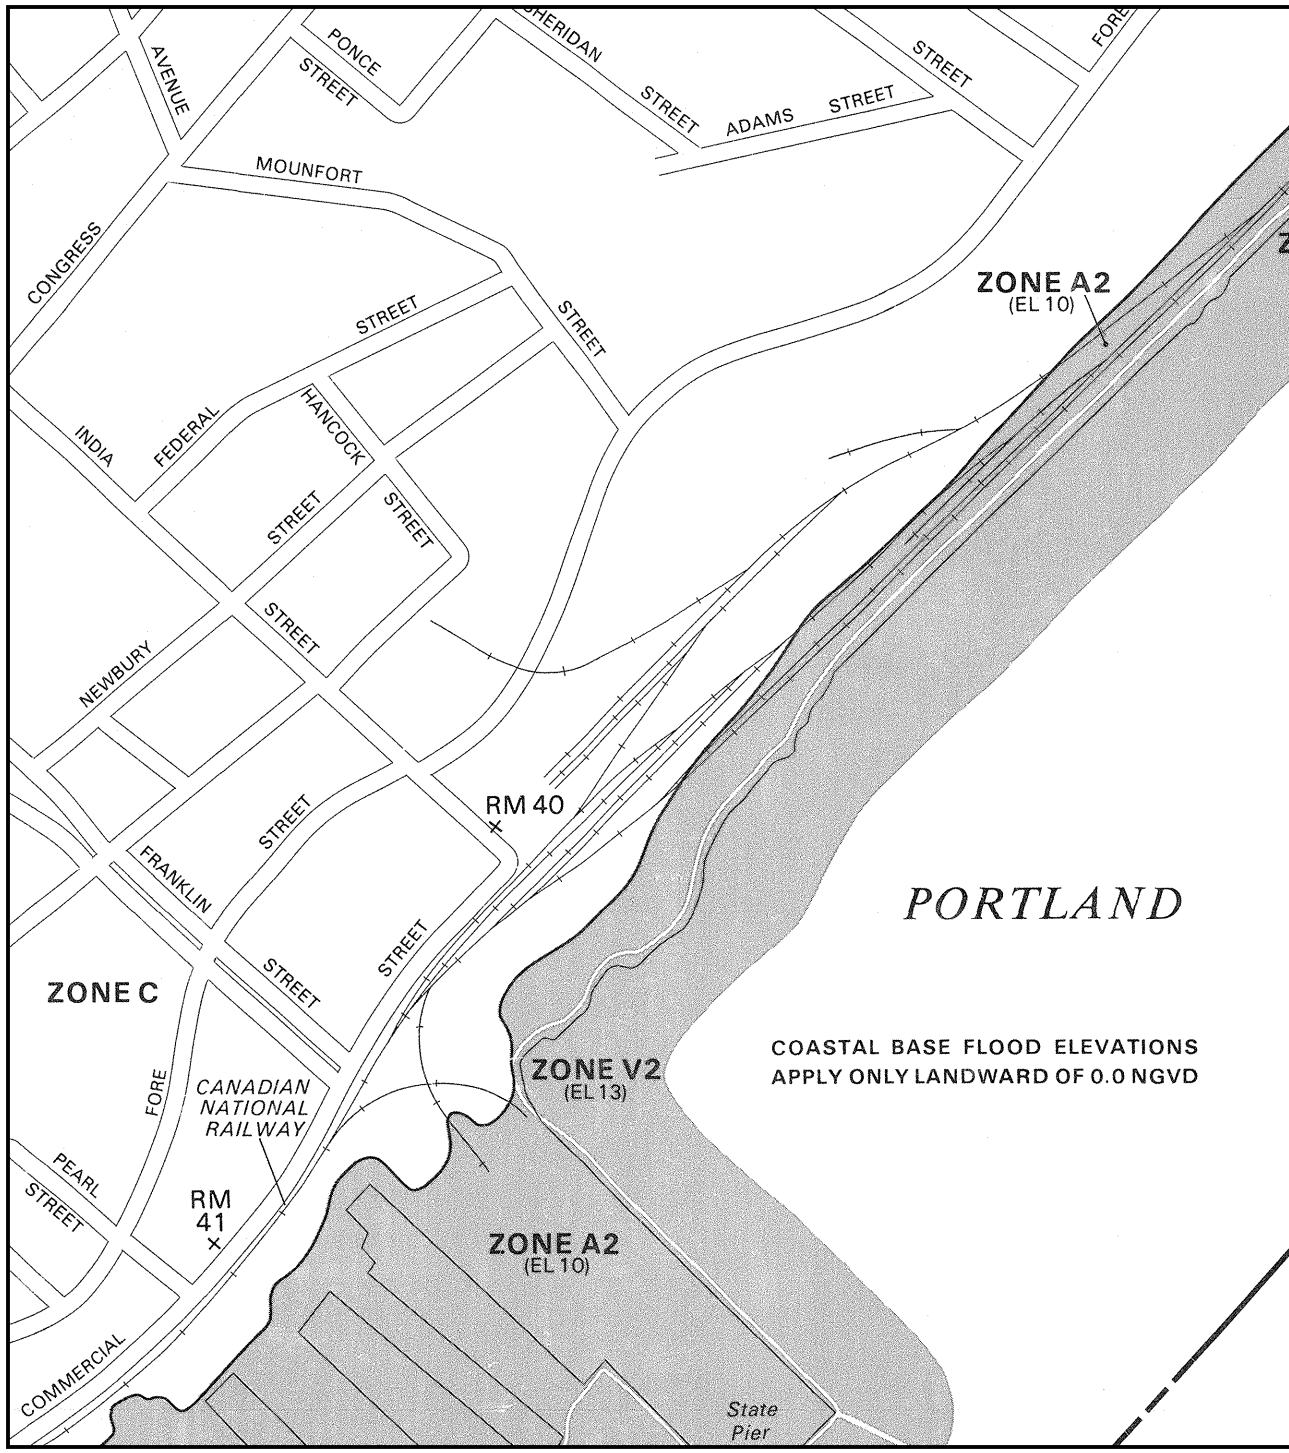 SHERIDAN
STREET
PONCE
STREET
AVENUE
STREET
ADAMS STREET
MOUNFORT
STREET
CONGRESS
ZONE A2
(EL 10)
FEDERAL
STREET
HANCOCK
STREET
INDIA
STREET
NEWBURY
STREET
RM 40
STREET
FRANKLIN
STREET
STREET
PORTLAND
ZONE C
COASTAL BASE FLOOD ELEVATIONS
APPLY ONLY LANDWARD OF 0.0 NGVD
ZONE V2
(EL 13)
FORE
CANADIAN
NATIONAL
RAILWAY
PEARL
STREET
RM
41
ZONE A2
(EL 10)
COMMERCIAL
State
Pier